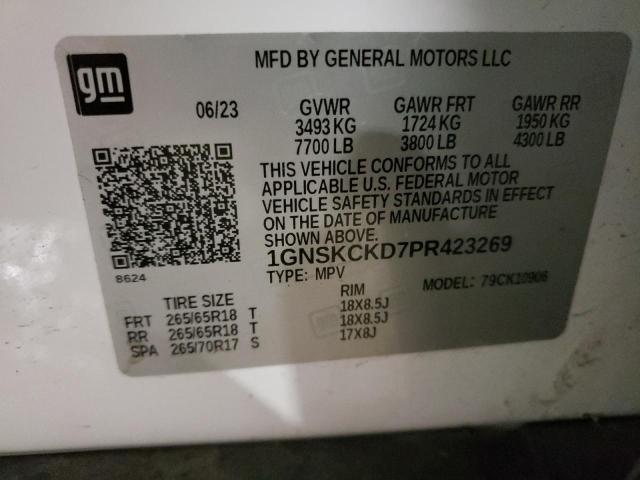 gm
MFD BY GENERAL MOTORS LLC
06/23 GVWR GAWR FRT GAWR RR
3493 KG 1724 KG 1950 KG
7700 LB 3800 LB 4300 LB
THIS VEHICLE CONFORMS TO ALL
APPLICABLE U.S. FEDERAL MOTOR
VEHICLE SAFETY STANDARDS IN EFFECT
ON THE DATE OF MANUFACTURE
SHOWN ABOVE.
1GNSKCKD7PR423269
8624
TYPE: MPV MODEL: 79CK10906
TIRE SIZE RIM
FRT 265/65R18 T 18X8.5J
RR 265/65R18 T 18X8.5J
SPA 265/70R17 S 17X8J